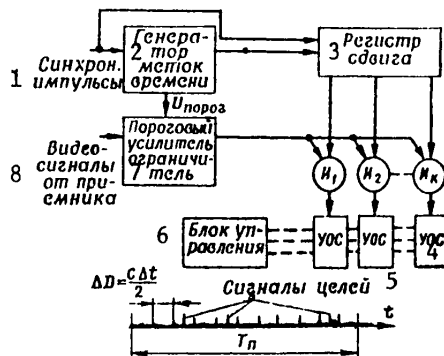 2 Генера-
тор
меток
времени
3 Регистр
сдвига
1 Синхрон.
импульсы
Uпорог
Пороговый
усилитель
ограничи-
тель
7
8 Видео-
сигналы
от при-
емника
И1
И2
Ик
6 Блок уп-
равления
УОС
УОС
УОС
4
5
ΔD=cΔt/2
Сигналы целей
t
Tп